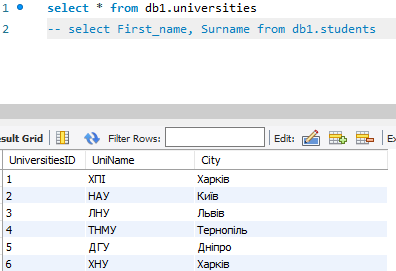 1 select * from db1.universities
2 -- select First_name, Surname from db1.students
esult Grid Filter Rows: Edit: Ex
UniversitiesID UniName City
1 ХПІ Харків
2 НАУ Київ
3 ЛНУ Львів
4 ТНМУ Тернопіль
5 ДГУ Дніпро
6 ХНУ Харків